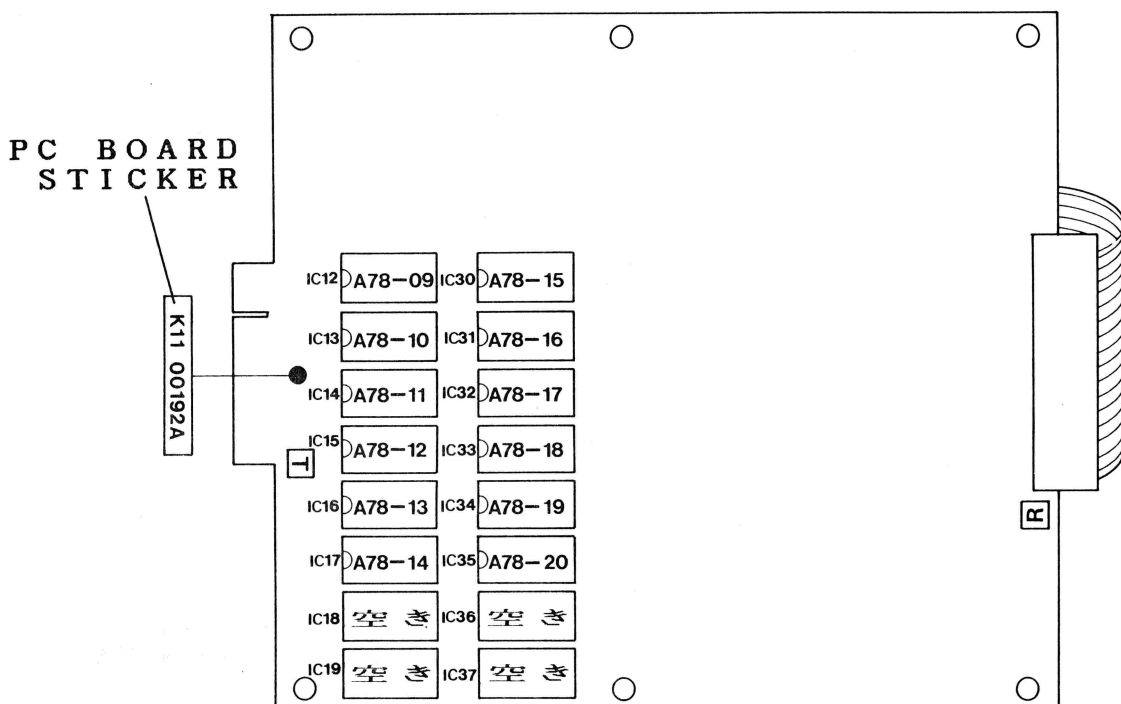 PC BOARD
STICKER
K11 00192A
IC12 A78-09 IC30 A78-15
IC13 A78-10 IC31 A78-16
IC14 A78-11 IC32 A78-17
IC15 A78-12 IC33 A78-18
T
IC16 A78-13 IC34 A78-19
R
IC17 A78-14 IC35 A78-20
IC18 空き IC36 空き
IC19 空き IC37 空き